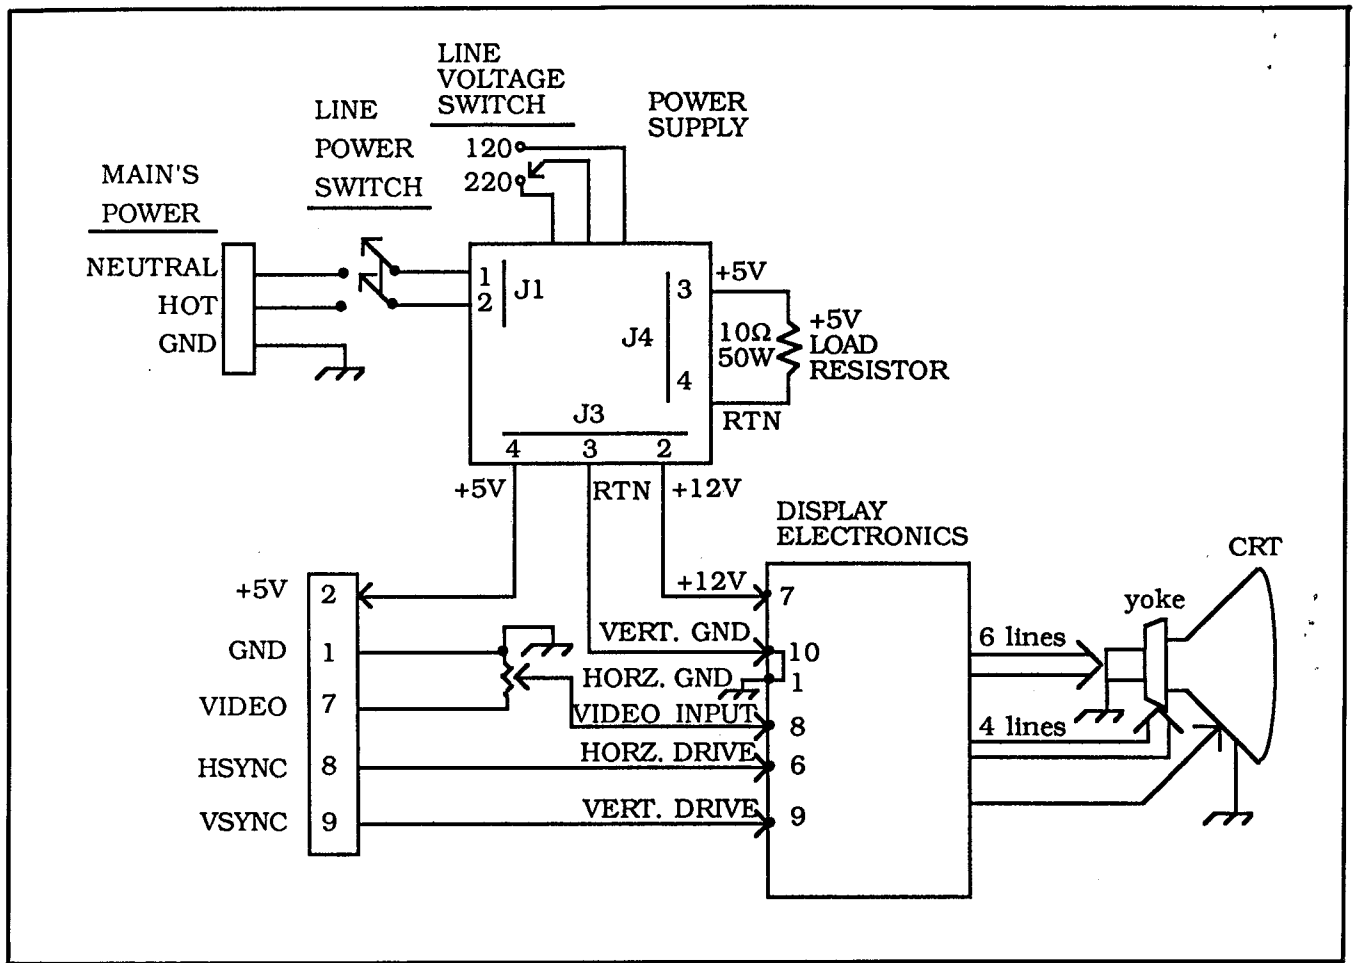 LINE
VOLTAGE
SWITCH
120
220
POWER
SUPPLY
LINE
POWER
SWITCH
MAIN'S
POWER
NEUTRAL
HOT
GND
1
2
J1
J4
3
4
+5V
10Ω
50W
+5V
LOAD
RESISTOR
RTN
J3
4 3 2
+5V
RTN
+12V
DISPLAY
ELECTRONICS
+5V 2
GND 1
VIDEO 7
HSYNC 8
VSYNC 9
+12V 7
VERT. GND 10
HORZ. GND 1
VIDEO INPUT 8
HORZ. DRIVE 6
VERT. DRIVE 9
6 lines
4 lines
yoke
CRT